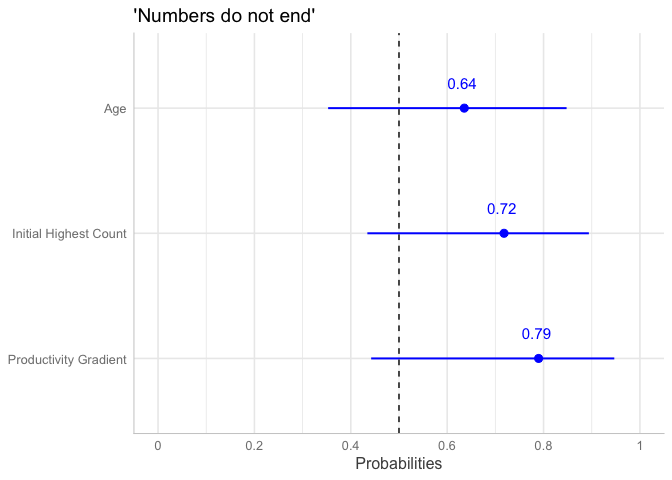 'Numbers do not end'
0.64
Age
0.72
Initial Highest Count
0.79
Productivity Gradient
0 0.2 0.4 0.6 0.8 1
Probabilities